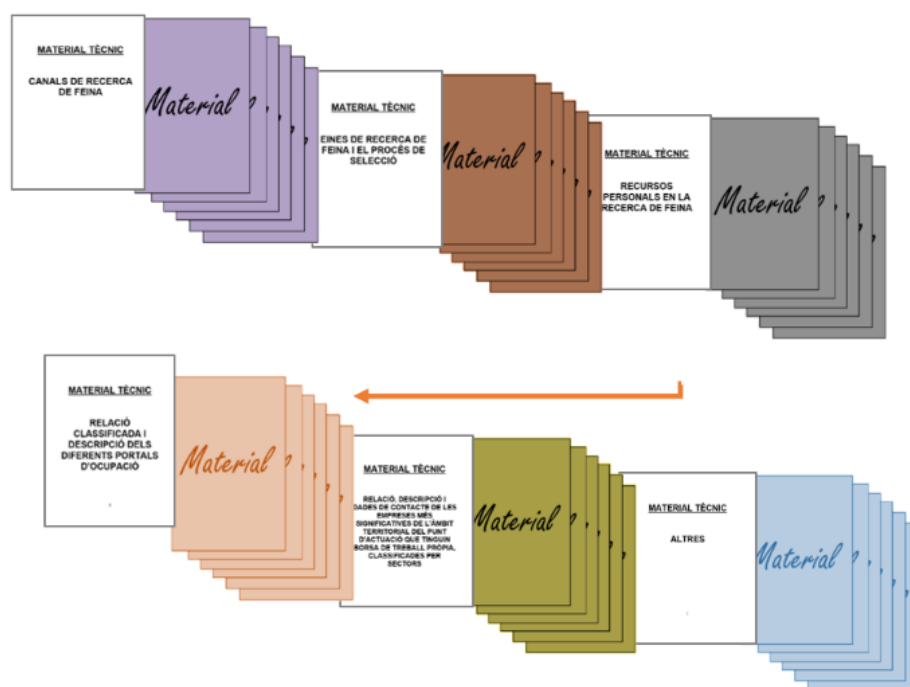 MATERIAL TÈCNIC
CANALS DE RECERCA
DE FEINA
Material
MATERIAL TÈCNIC
EINES DE RECERCA DE
FEINA I EL PROCÉS DE
SELECCIÓ
Material
MATERIAL TÈCNIC
RECURSOS
PERSONALS EN LA
RECERCA DE FEINA
Material
MATERIAL TÈCNIC
RELACIÓ
CLASSIFICADA I
DESCRIPCIÓ DELS
DIFERENTS PORTALS
D'OCUPACIÓ
Material
MATERIAL TÈCNIC
RELACIÓ, DESCRIPCIÓ I
DADES DE CONTACTE DE LES
EMPRESES MÉS
SIGNIFICATIVES DE L'ÀMBIT
TERRITORIAL DEL PUNT
D'ACTUACIÓ QUE TINGUIN
BORSA DE TREBALL PRÒPIA,
CLASSIFICADES PER
SECTORS
Material
MATERIAL TÈCNIC
ALTRES
Material